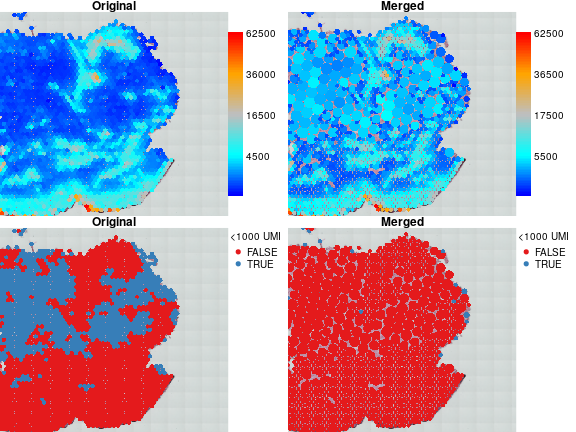 Original
62500
36000
16500
4500
Merged
62500
36000
17500
5500
Original
<1000 UMI
FALSE
TRUE
Merged
<1000 UMI
FALSE
TRUE